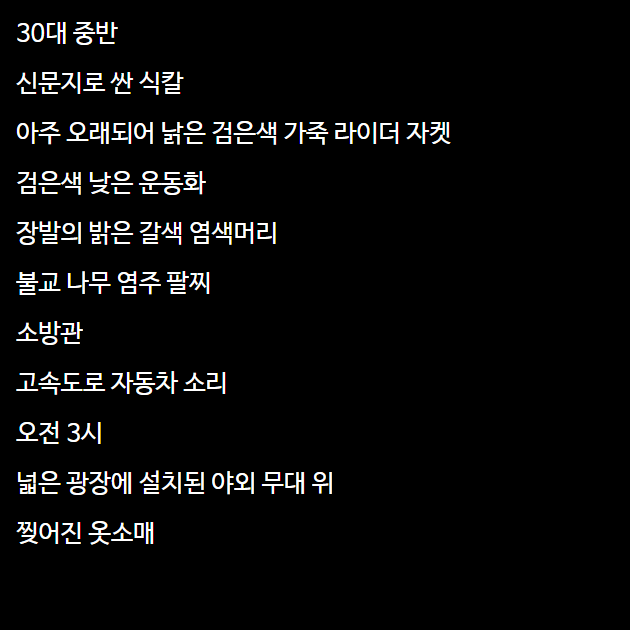 30대 중반
신문지로 싼 식칼
아주 오래되어 낡은 검은색 가죽 라이더 자켓
검은색 낮은 운동화
장발의 밝은 갈색 염색머리
불교 나무 염주 팔찌
소방관
고속도로 자동차 소리
오전 3시
넓은 광장에 설치된 야외 무대 위
찢어진 옷소매